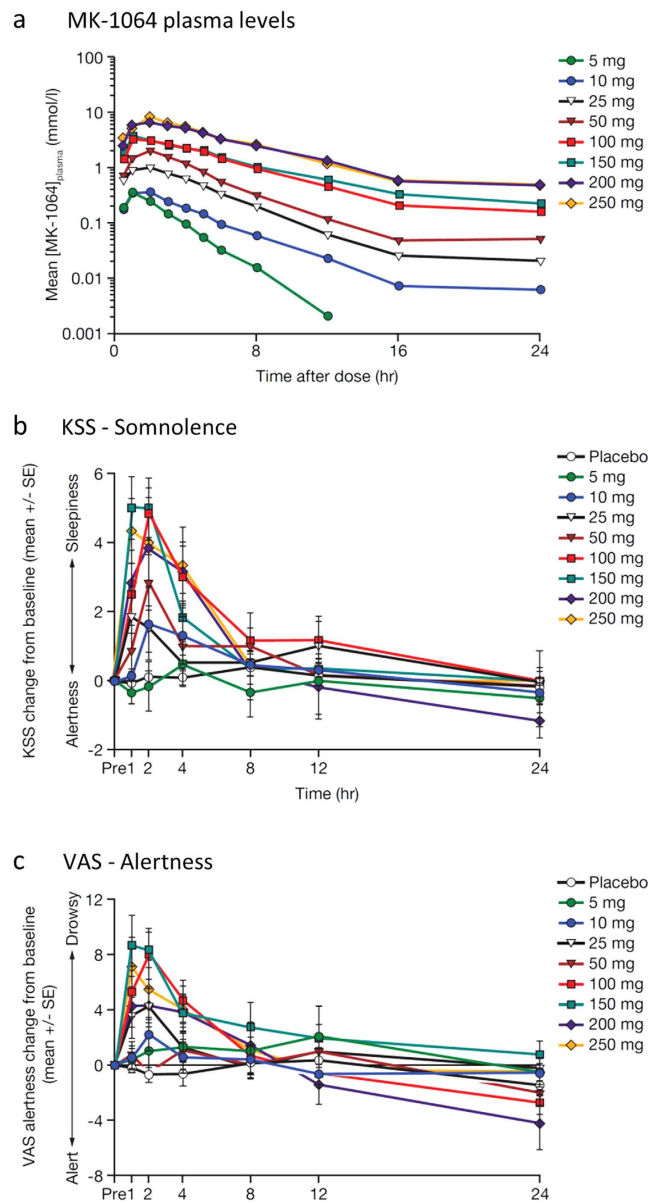 a MK-1064 plasma levels
Mean [MK-1064]plasma (mmol/l)
100
10
1
0.1
0.01
0.001
0
8
16
24
Time after dose (hr)
5 mg
10 mg
25 mg
50 mg
100 mg
150 mg
200 mg
250 mg
b KSS - Somnolence
KSS change from baseline (mean +/- SE)
Alertness
Sleepiness
6
4
2
0
-2
Pre1
2
4
8
12
24
Time (hr)
Placebo
5 mg
10 mg
25 mg
50 mg
100 mg
150 mg
200 mg
250 mg
c VAS - Alertness
VAS alertness change from baseline
(mean +/- SE)
Alert
Drowsy
12
8
4
0
-4
-8
Pre1
2
4
8
12
24
Placebo
5 mg
10 mg
25 mg
50 mg
100 mg
150 mg
200 mg
250 mg